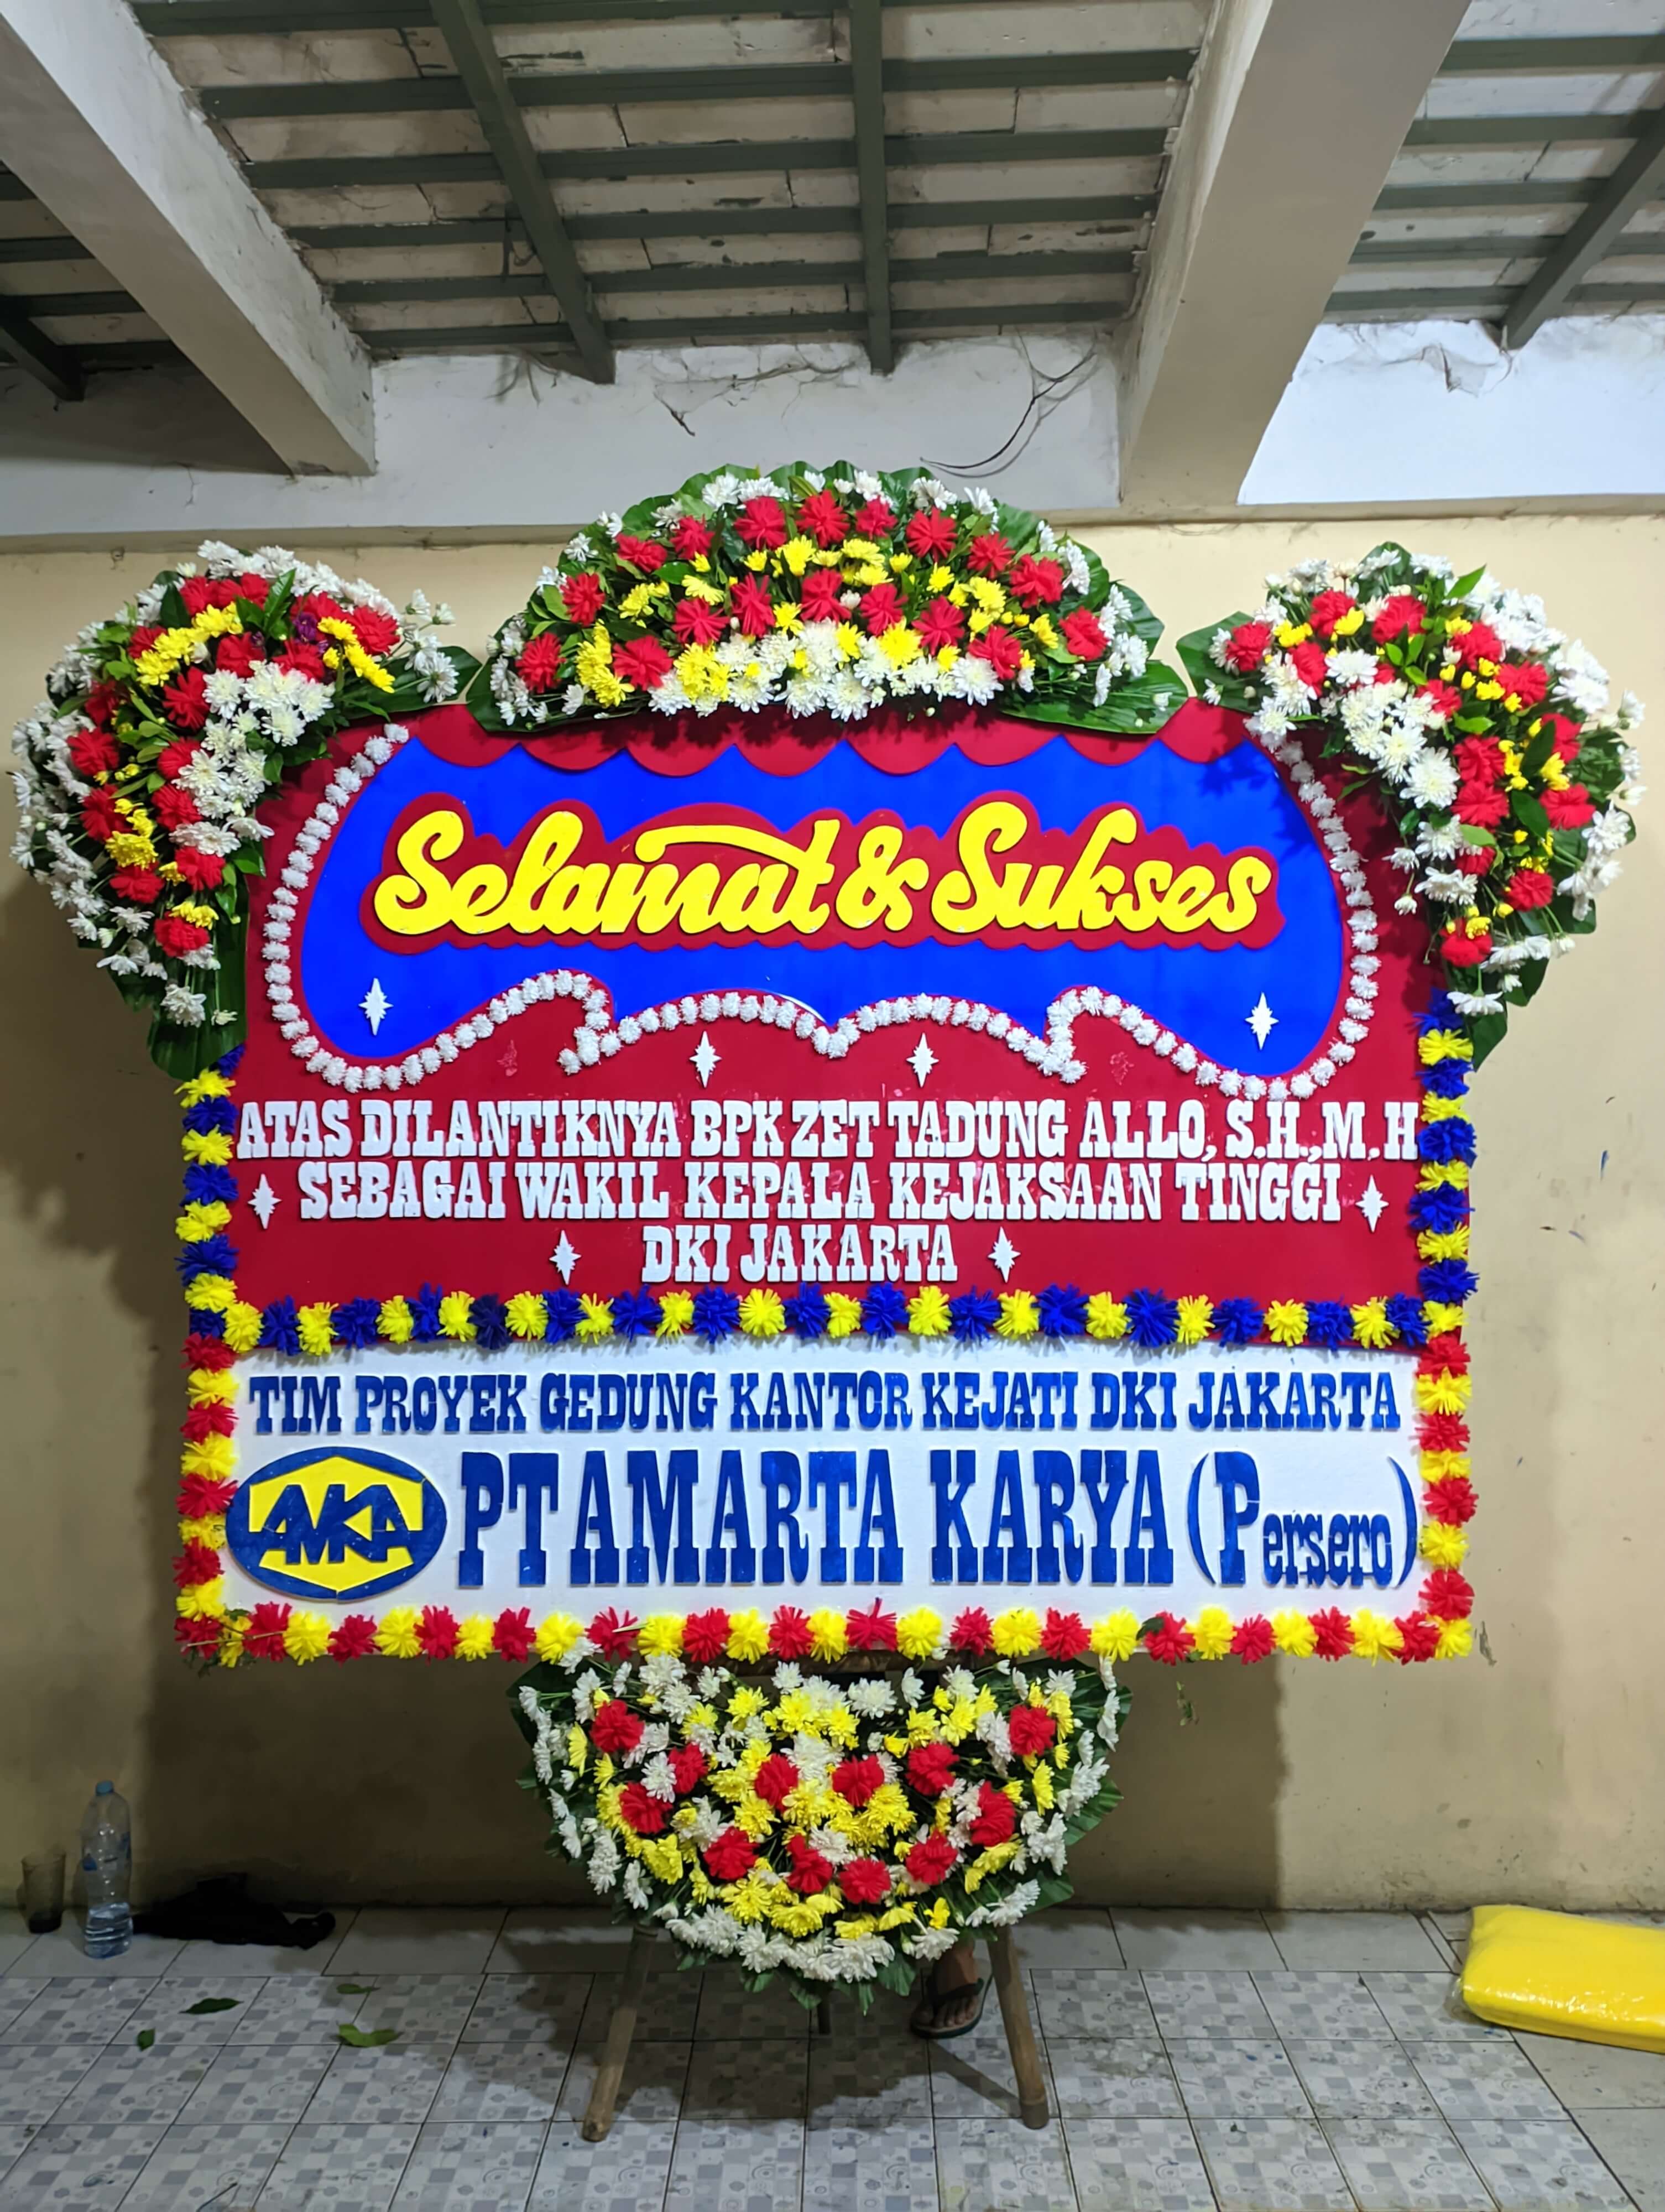 Selamat & Sukses
ATAS DILANTIKNYA BPK ZET TADUNG ALLO, S.H.,M.H
SEBAGAI WAKIL KEPALA KEJAKSAAN TINGGI
DKI JAKARTA
TIM PROYEK GEDUNG KANTOR KEJATI DKI JAKARTA
AMKA PT AMARTA KARYA (Persero)